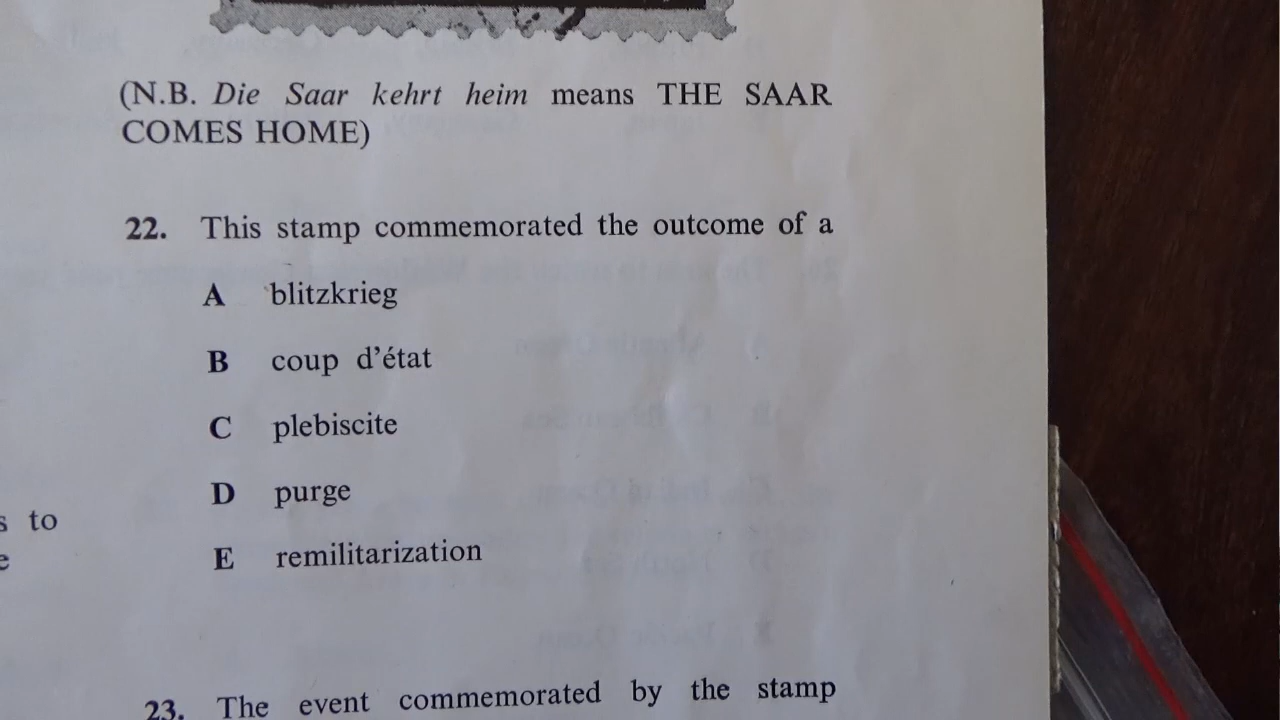 (N.B. Die Saar kehrt heim means THE SAAR
COMES HOME)
22. This stamp commemorated the outcome of a
A blitzkrieg
B coup d'état
C plebiscite
D purge
E remilitarization
s to
e
23. The event commemorated by the stamp